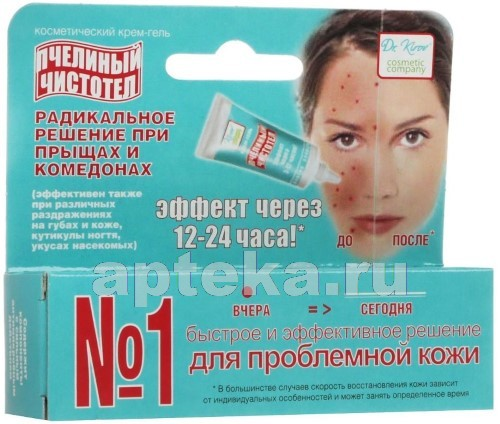 косметический крем-гель
ПЧЕЛИНЫЙ
ЧИСТОТЕЛ
РАДИКАЛЬНОЕ
РЕШЕНИЕ ПРИ
ПРЫЩАХ И
КОМЕДОНАХ
(эффективен также
при различных
раздражениях
на губах и коже,
кутикулы ногтя,
укусах насекомых)
Dr. Kirov
cosmetic
company
ПЧЕЛИНЫЙ
ЧИСТОТЕЛ
эффект через
12-24 часа!*
ДО
ПОСЛЕ*
apteka.ru
№1
ВЧЕРА => СЕГОДНЯ
быстрое и эффективное решение
для проблемной кожи
* В большинстве случаев скорость восстановления кожи зависит
от индивидуальных особенностей и может занять определенное время